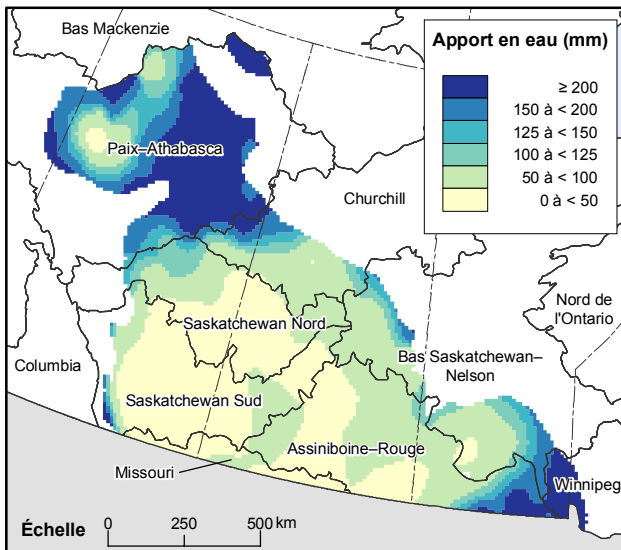 Bas Mackenzie
Paix–Athabasca
Churchill
Saskatchewan Nord
Columbia
Saskatchewan Sud
Missouri
Assiniboine–Rouge
Bas Saskatchewan–
Nelson
Nord de
l'Ontario
Winnipeg
Apport en eau (mm)
≥ 200
150 à < 200
125 à < 150
100 à < 125
50 à < 100
0 à < 50
Échelle 0 250 500 km